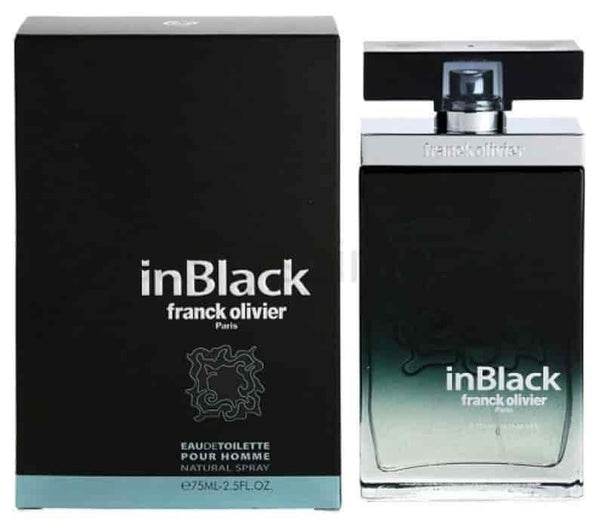 inBlack
franck olivier
Paris
EAUDETOILETTE
POUR HOMME
NATURAL SPRAY
℮75ML-2.5FL.OZ.
franck olivier
inBlack
franck olivier
Paris